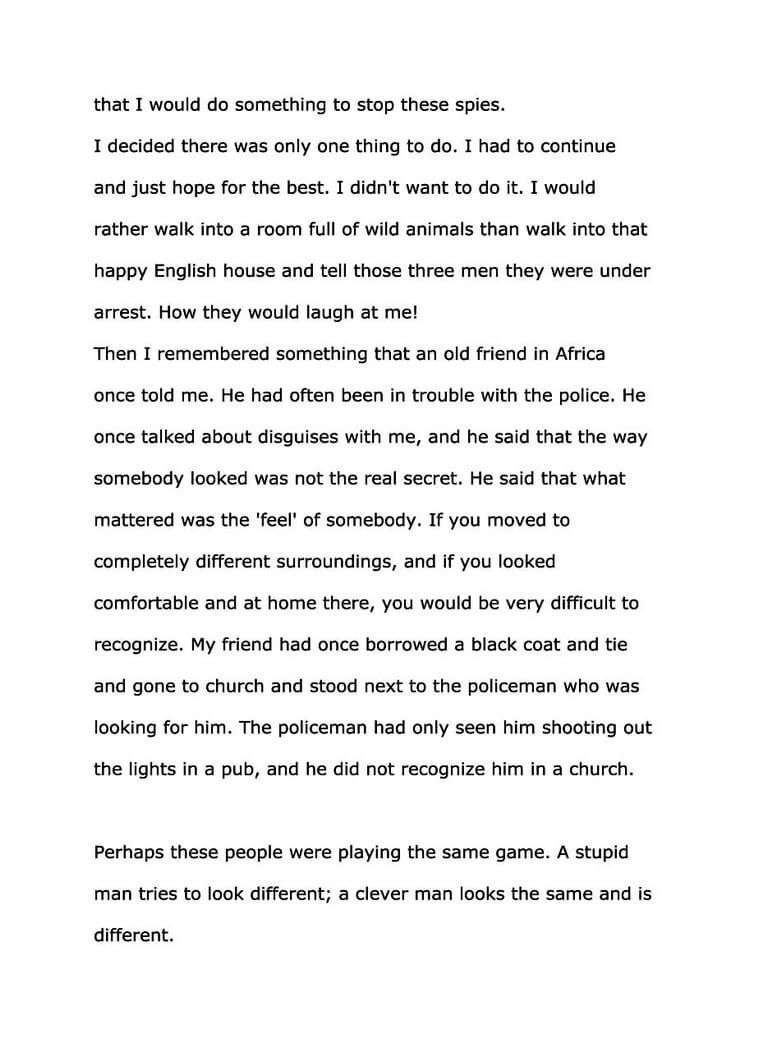 that I would do something to stop these spies.
I decided there was only one thing to do. I had to continue
and just hope for the best. I didn't want to do it. I would
rather walk into a room full of wild animals than walk into that
happy English house and tell those three men they were under
arrest. How they would laugh at me!
Then I remembered something that an old friend in Africa
once told me. He had often been in trouble with the police. He
once talked about disguises with me, and he said that the way
somebody looked was not the real secret. He said that what
mattered was the 'feel' of somebody. If you moved to
completely different surroundings, and if you looked
comfortable and at home there, you would be very difficult to
recognize. My friend had once borrowed a black coat and tie
and gone to church and stood next to the policeman who was
looking for him. The policeman had only seen him shooting out
the lights in a pub, and he did not recognize him in a church.
Perhaps these people were playing the same game. A stupid
man tries to look different; a clever man looks the same and is
different.